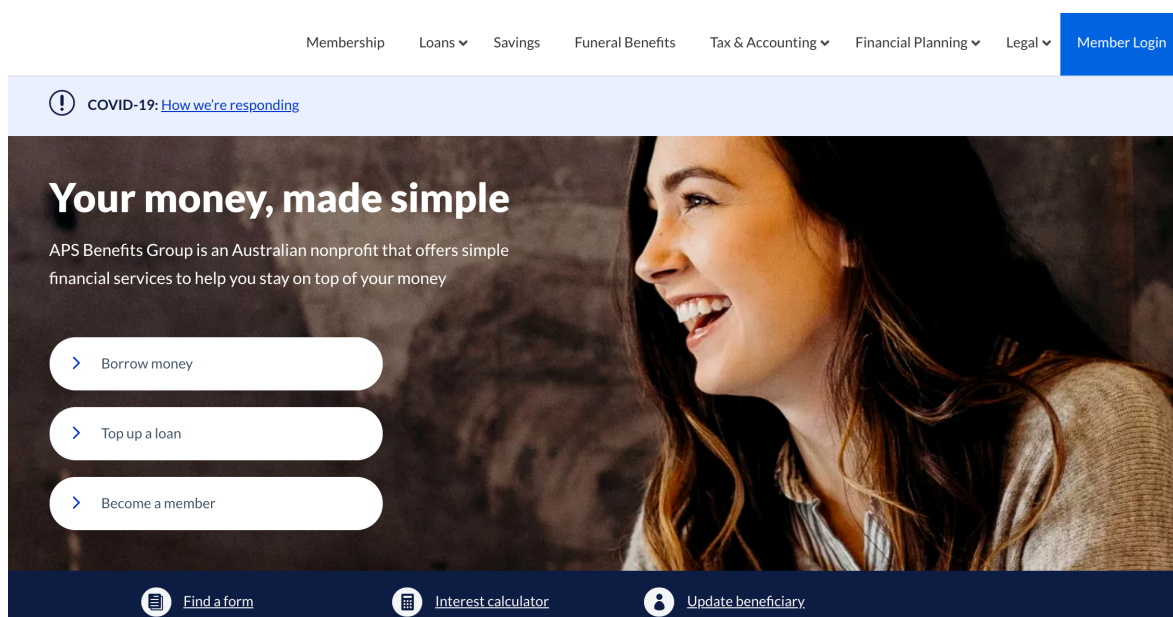 Membership Loans Savings Funeral Benefits Tax & Accounting Financial Planning Legal Member Login
COVID-19: How we're responding
Your money, made simple
APS Benefits Group is an Australian nonprofit that offers simple
financial services to help you stay on top of your money
Borrow money
Top up a loan
Become a member
Find a form Interest calculator Update beneficiary